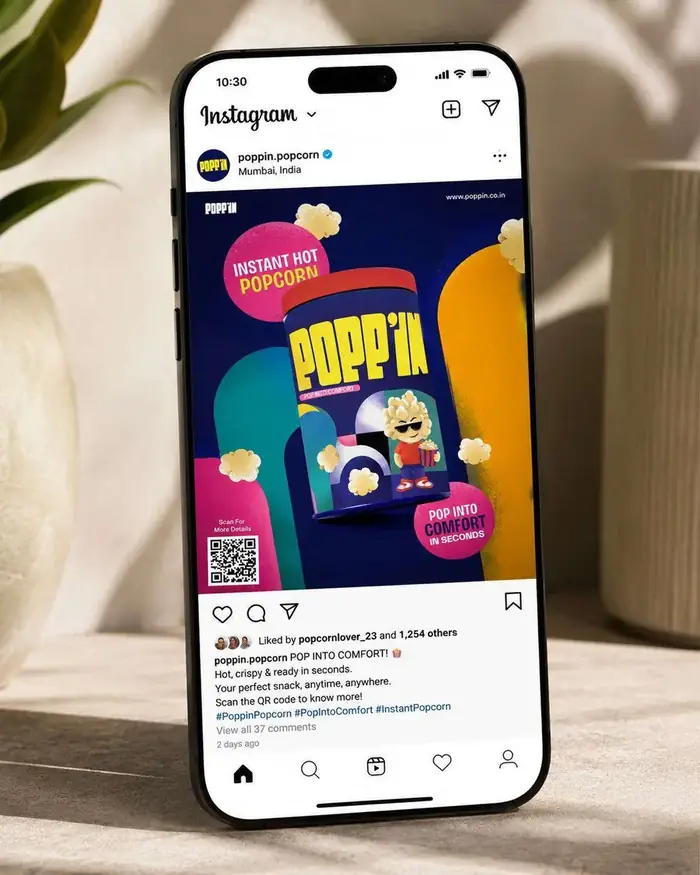 10:30
Instagram
poppin.popcorn
Mumbai, India
POPP'IN
POPP'IN
www.poppin.co.in
INSTANT HOT
POPCORN
POPP'IN
POP INTO COMFORT
POP INTO
COMFORT
IN SECONDS
Scan For
More Details
Liked by popcornlover_23 and 1,254 others
poppin.popcorn POP INTO COMFORT! 🍿
Hot, crispy & ready in seconds.
Your perfect snack, anytime, anywhere.
Scan the QR code to know more!
#PoppinPopcorn #PopIntoComfort #InstantPopcorn
View all 37 comments
2 days ago